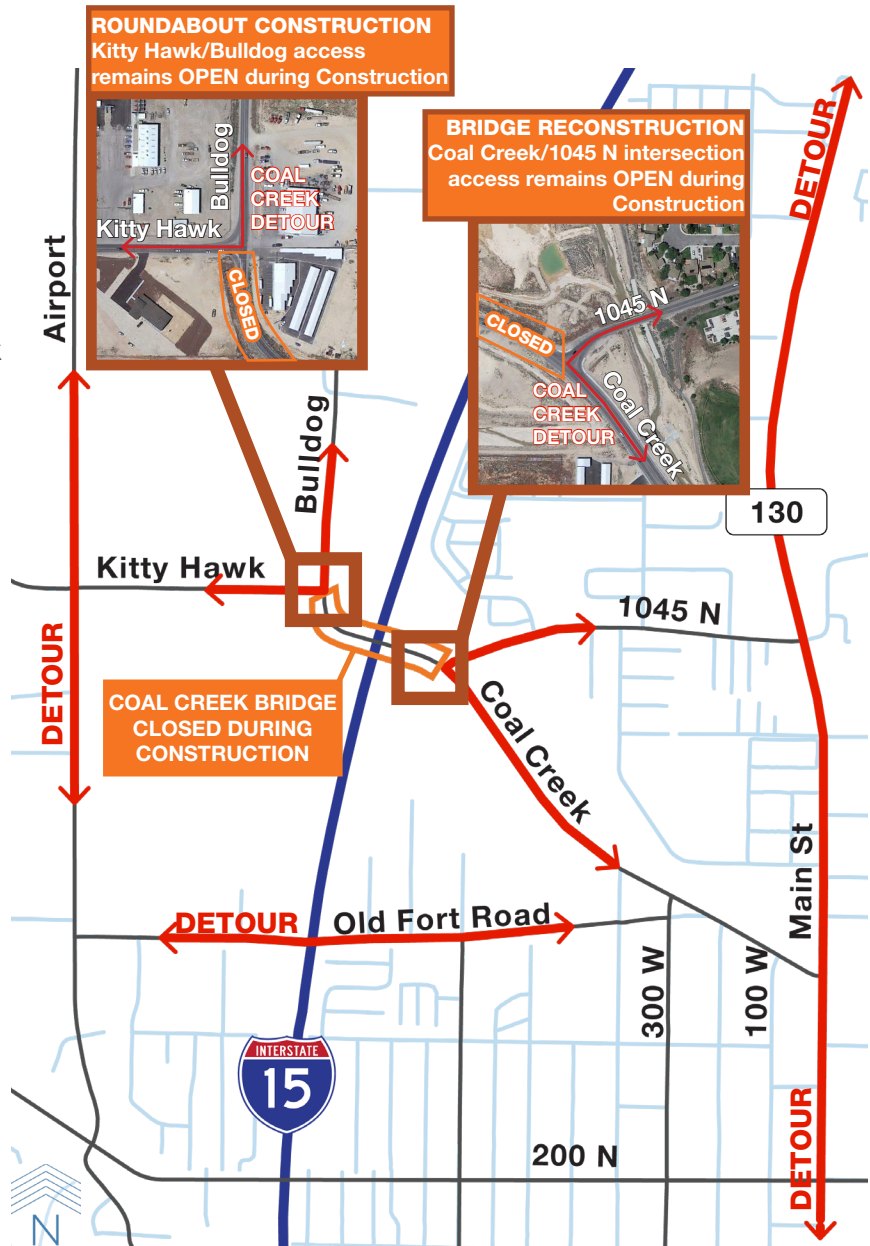 ROUNDABOUT CONSTRUCTION
Kitty Hawk/Bulldog access
remains OPEN during Construction
Bulldog
COAL
CREEK
DETOUR
Kitty Hawk
CLOSED
BRIDGE RECONSTRUCTION
Coal Creek/1045 N intersection
access remains OPEN during
Construction
1045 N
CLOSED
COAL
CREEK
DETOUR
Coal Creek
DETOUR
Airport
Bulldog
130
Kitty Hawk
1045 N
DETOUR
COAL CREEK BRIDGE
CLOSED DURING
CONSTRUCTION
Coal Creek
Main St
DETOUR
Old Fort Road
300 W
100 W
INTERSTATE
15
DETOUR
200 N
N